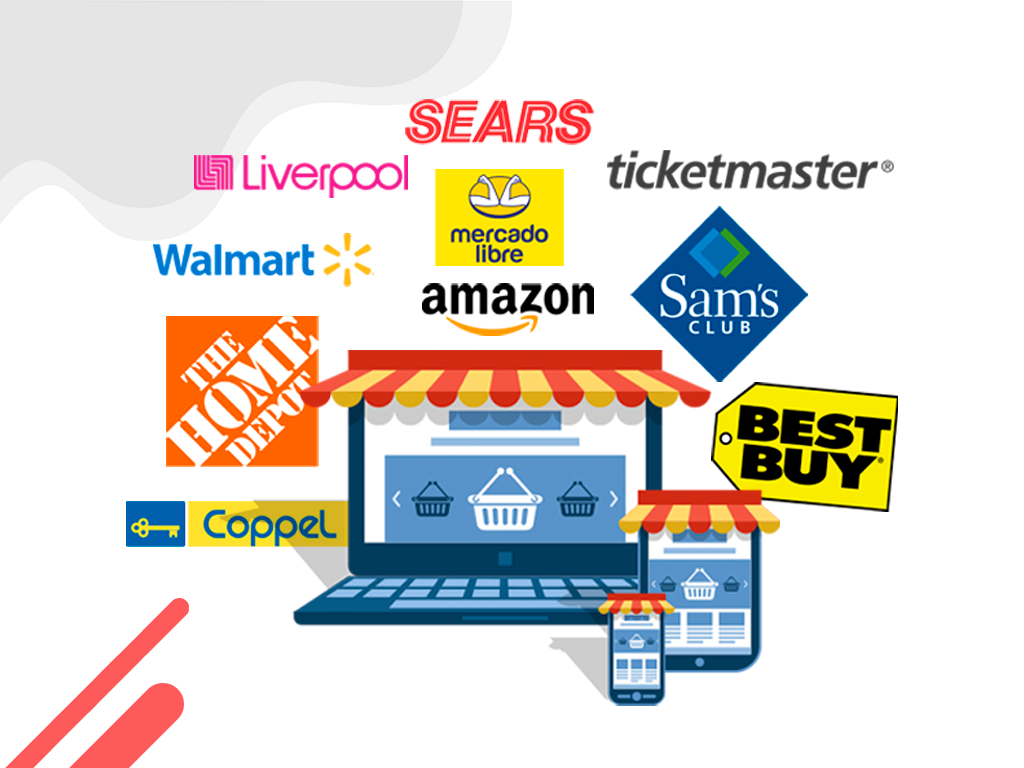 SEARS
Liverpool
ticketmaster®
mercado
libre
Walmart
amazon
Sam's
CLUB
THE
HOME
DEPOT
BEST
BUY®
Coppel